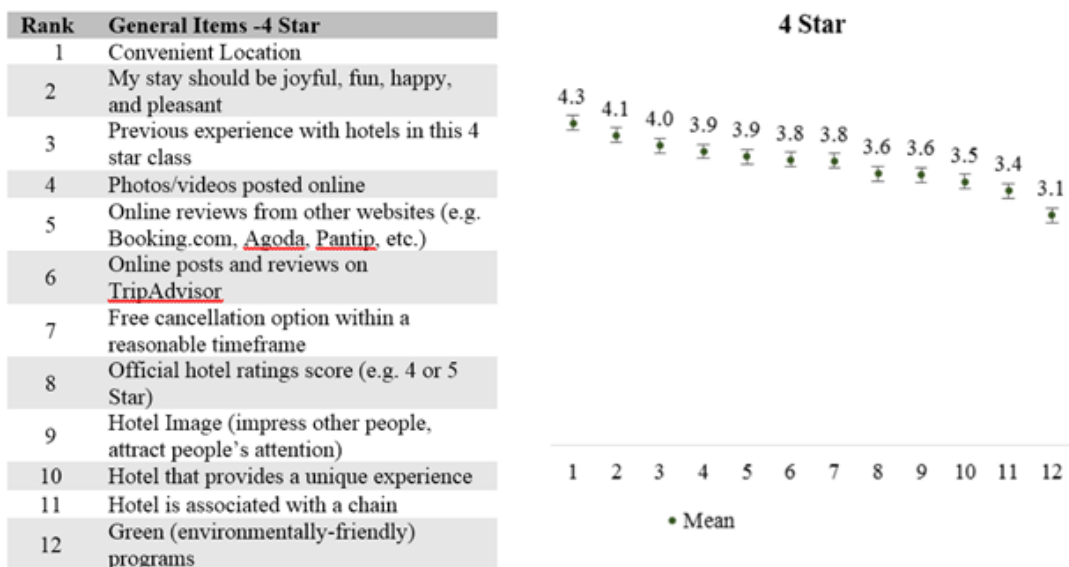 Rank General Items -4 Star
1 Convenient Location
2 My stay should be joyful, fun, happy,
and pleasant
3 Previous experience with hotels in this 4
star class
4 Photos/videos posted online
5 Online reviews from other websites (e.g.
Booking.com, Agoda, Pantip, etc.)
6 Online posts and reviews on
TripAdvisor
7 Free cancellation option within a
reasonable timeframe
8 Official hotel ratings score (e.g. 4 or 5
Star)
9 Hotel Image (impress other people,
attract people's attention)
10 Hotel that provides a unique experience
11 Hotel is associated with a chain
12 Green (environmentally-friendly)
programs
4 Star
4.3 4.1 4.0 3.9 3.9 3.8 3.8 3.6 3.6 3.5 3.4 3.1
1 2 3 4 5 6 7 8 9 10 11 12
Mean